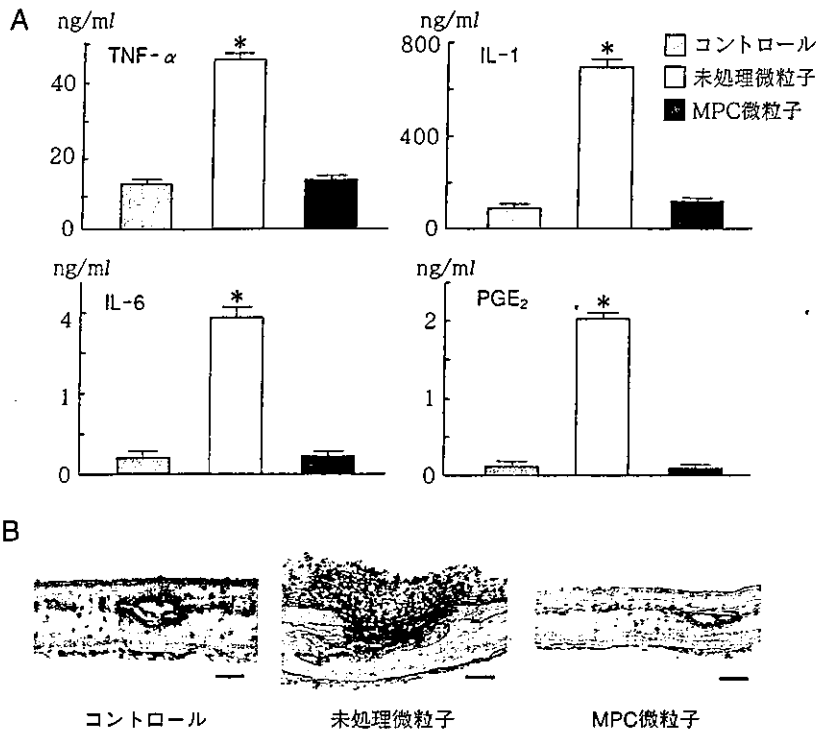 A
ng/ml
TNF-α
*
40
20
0
ng/ml
IL-1
*
800
400
0
コントロール
未処理微粒子
MPC微粒子
ng/ml
IL-6
*
4
1
0
ng/ml
PGE₂
*
2
1
0
B
コントロール
未処理微粒子
MPC微粒子